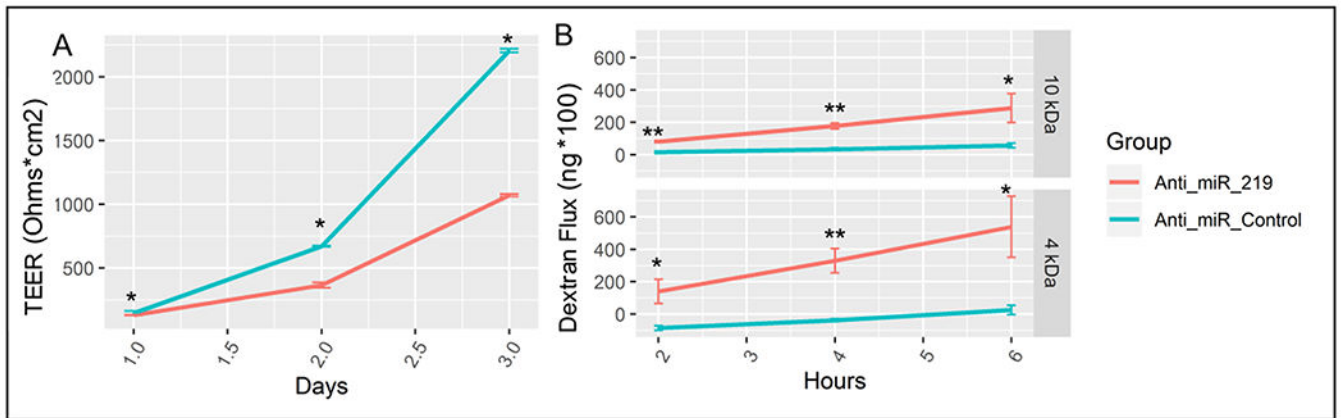 A
TEER (Ohms*cm2)
2000
1500
1000
500
*
*
*
1.0
1.5
2.0
2.5
3.0
Days
B
Dextran Flux (ng*100)
600
400
200
0
**
**
*
10 kDa
600
400
200
0
*
**
*
4 kDa
2
3
4
5
6
Hours
Group
Anti_miR_219
Anti_miR_Control